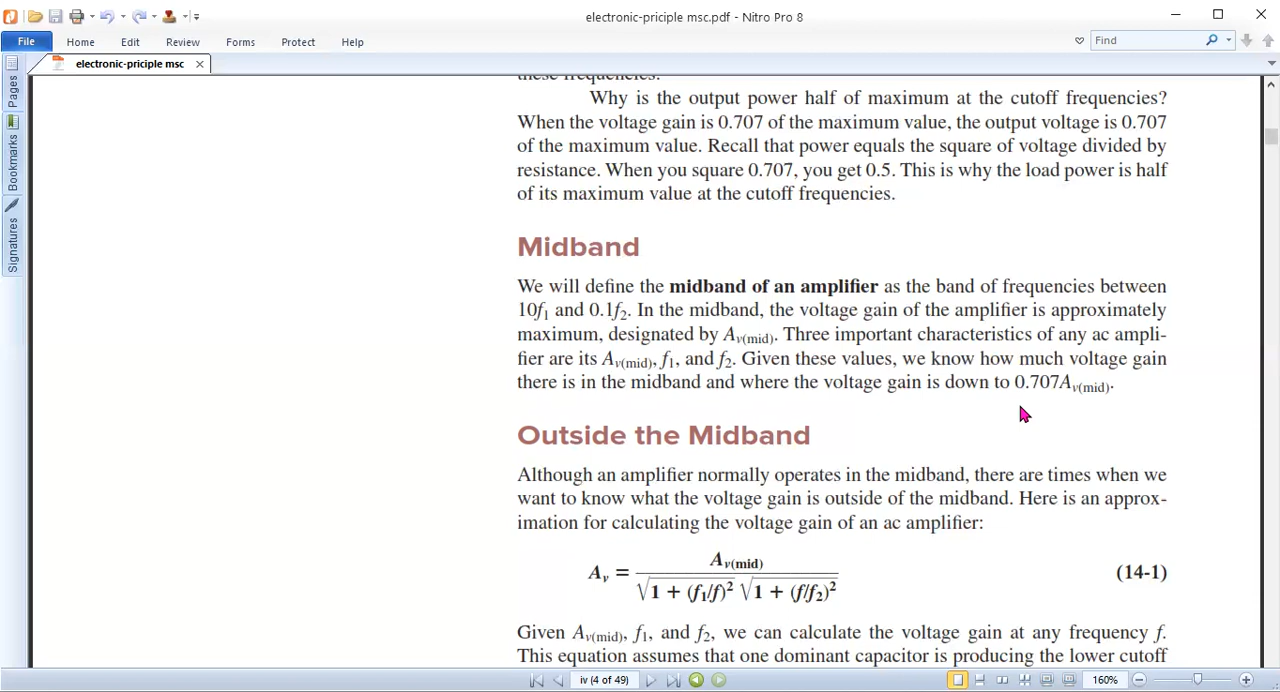 electronic-priciple msc.pdf - Nitro Pro 8
File Home Edit Review Forms Protect Help
Find
electronic-priciple msc
Pages
Bookmarks
Signatures
these frequencies.
Why is the output power half of maximum at the cutoff frequencies?
When the voltage gain is 0.707 of the maximum value, the output voltage is 0.707
of the maximum value. Recall that power equals the square of voltage divided by
resistance. When you square 0.707, you get 0.5. This is why the load power is half
of its maximum value at the cutoff frequencies.
Midband
We will define the midband of an amplifier as the band of frequencies between
10f₁ and 0.1f₂. In the midband, the voltage gain of the amplifier is approximately
maximum, designated by Aᵥ(mid). Three important characteristics of any ac ampli-
fier are its Aᵥ(mid), f₁, and f₂. Given these values, we know how much voltage gain
there is in the midband and where the voltage gain is down to 0.707Aᵥ(mid).
Outside the Midband
Although an amplifier normally operates in the midband, there are times when we
want to know what the voltage gain is outside of the midband. Here is an approx-
imation for calculating the voltage gain of an ac amplifier:
Aᵥ = Aᵥ(mid) / √1 + (f₁/f)² √1 + (f/f₂)² (14-1)
Given Aᵥ(mid), f₁, and f₂, we can calculate the voltage gain at any frequency f.
This equation assumes that one dominant capacitor is producing the lower cutoff
iv (4 of 49)
160%